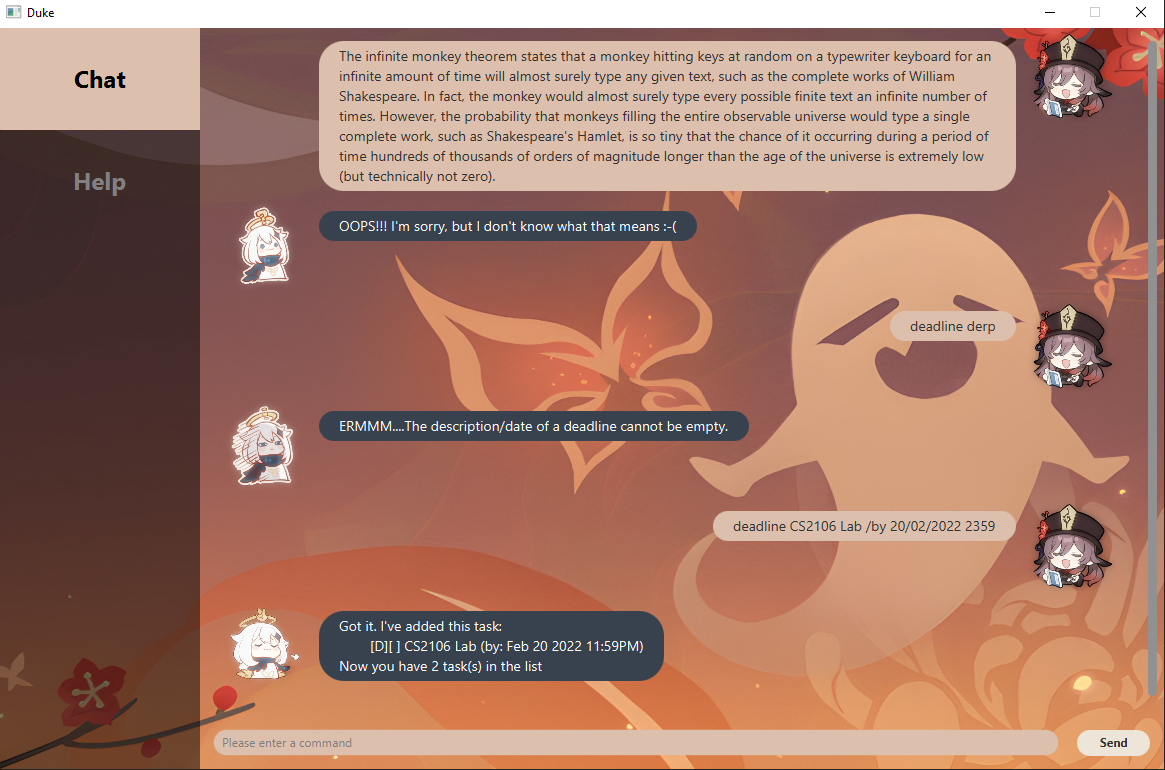 Duke
Chat
Help
The infinite monkey theorem states that a monkey hitting keys at random on a typewriter keyboard for an
infinite amount of time will almost surely type any given text, such as the complete works of William
Shakespeare. In fact, the monkey would almost surely type every possible finite text an infinite number of
times. However, the probability that monkeys filling the entire observable universe would type a single
complete work, such as Shakespeare's Hamlet, is so tiny that the chance of it occurring during a period of
time hundreds of thousands of orders of magnitude longer than the age of the universe is extremely low
(but technically not zero).
OOPS!!! I'm sorry, but I don't know what that means :-(
deadline derp
ERMMM....The description/date of a deadline cannot be empty.
deadline CS2106 Lab /by 20/02/2022 2359
Got it. I've added this task:
[D][ ] CS2106 Lab (by: Feb 20 2022 11:59PM)
Now you have 2 task(s) in the list
Please enter a command
Send